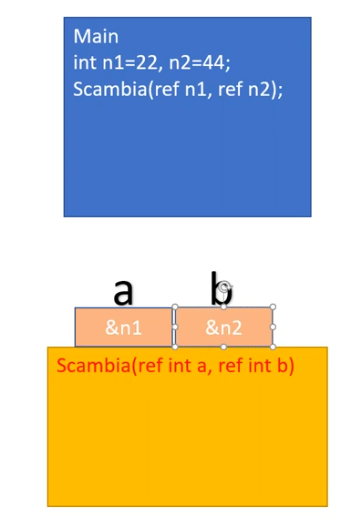 Main
int n1=22, n2=44;
Scambia(ref n1, ref n2);
a b
&n1 &n2
Scambia(ref int a, ref int b)